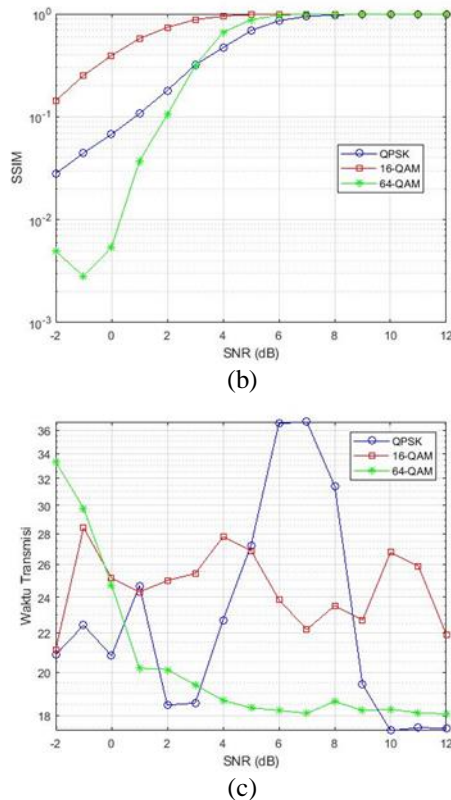 10⁰
10⁻¹
10⁻²
10⁻³
SSIM
QPSK
16-QAM
64-QAM
-2 0 2 4 6 8 10 12
SNR (dB)
(b)
36
34
32
30
28
26
24
22
20
18
Waktu Transmisi
QPSK
16-QAM
64-QAM
-2 0 2 4 6 8 10 12
SNR (dB)
(c)